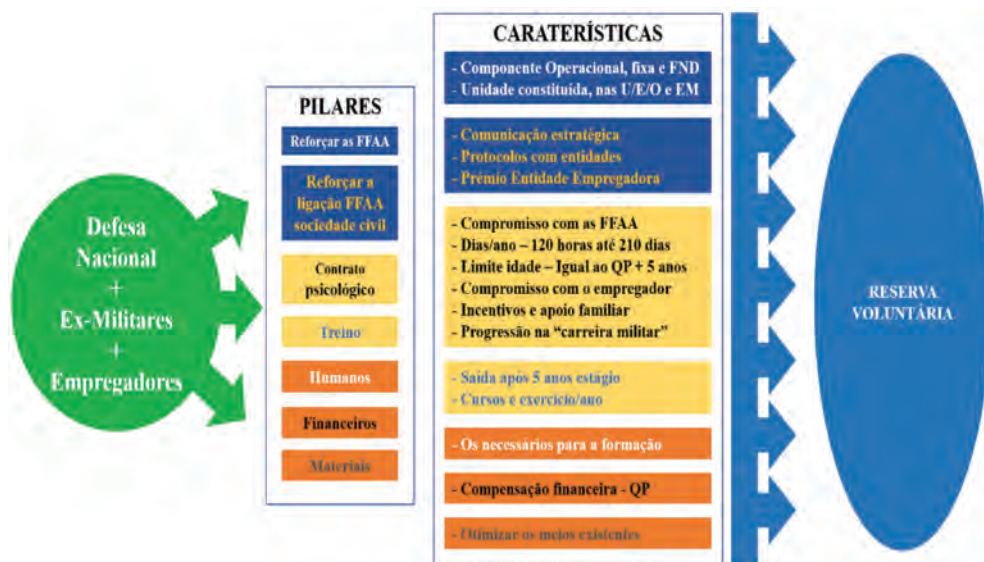 Defesa
Nacional
+
Ex-Militares
+
Empregadores
PILARES
Reforçar as FFAA
Reforçar a
ligação FFAA
sociedade civil
Contrato
psicológico
Treino
Humanos
Financeiros
Materiais
CARATERÍSTICAS
- Componente Operacional, fixa e FND
- Unidade constituída, nas U/E/O e EM
- Comunicação estratégica
- Protocolos com entidades
- Prémio Entidade Empregadora
- Compromisso com as FFAA
- Dias/ano – 120 horas até 210 dias
- Limite idade – Igual ao QP + 5 anos
- Compromisso com o empregador
- Incentivos e apoio familiar
- Progressão na “carreira militar”
- Saída após 5 anos estágio
- Cursos e exercício/ano
- Os necessários para a formação
- Compensação financeira - QP
- Otimizar os meios existentes
RESERVA
VOLUNTÁRIA